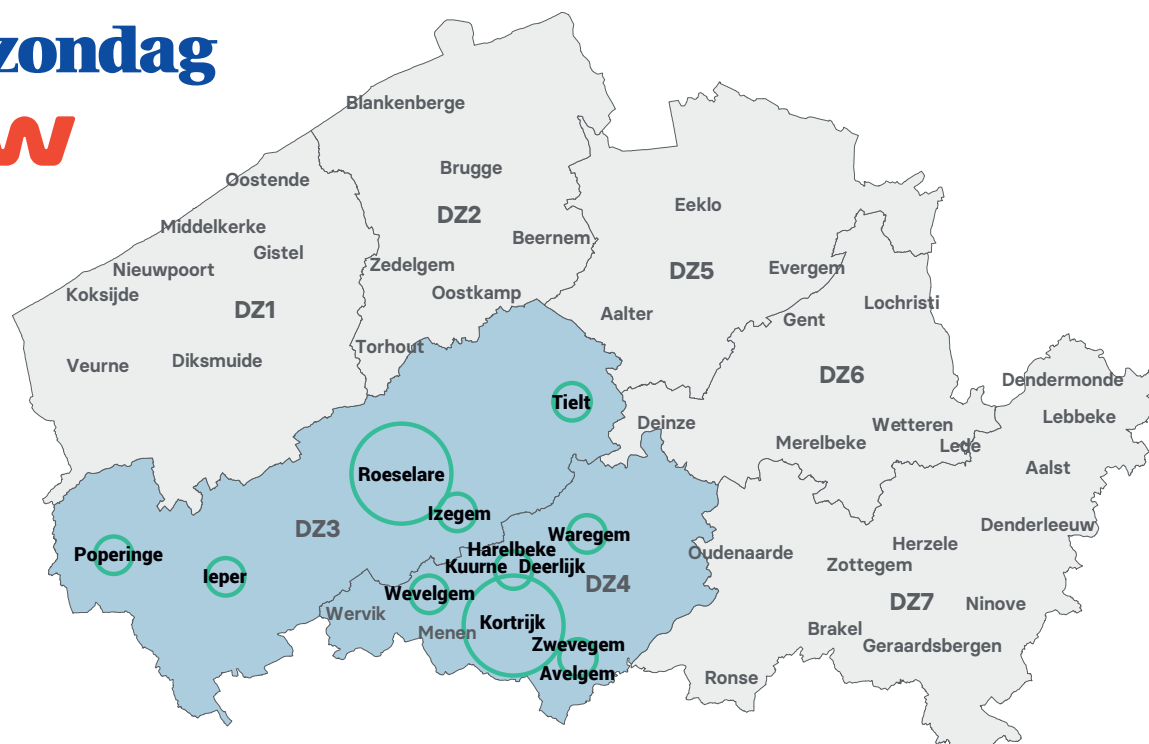 zondag
w
Blankenberge
Brugge
Oostende
Eeklo
DZ2
Middelkerke
Beernem
Gistel
Zedelgem
Nieuwpoort
DZ5
Evergem
Koksijde
Oostkamp
Lochristi
DZ1
Aalter
Gent
Torhout
Veurne
Diksmuide
DZ6
Dendermonde
Tielt
Lebbeke
Deinze
Wetteren
Merelbeke
Lede
Aalst
Roeselare
Izegem
DZ3
Denderleeuw
Waregem
Herzele
Harelbeke
Poperinge
Oudenaarde
Kuurne Deerlijk
Zottegem
Ieper
DZ4
Wevelgem
DZ7
Ninove
Wervik
Kortrijk
Brakel
Menen
Zwevegem
Geraardsbergen
Avelgem
Ronse